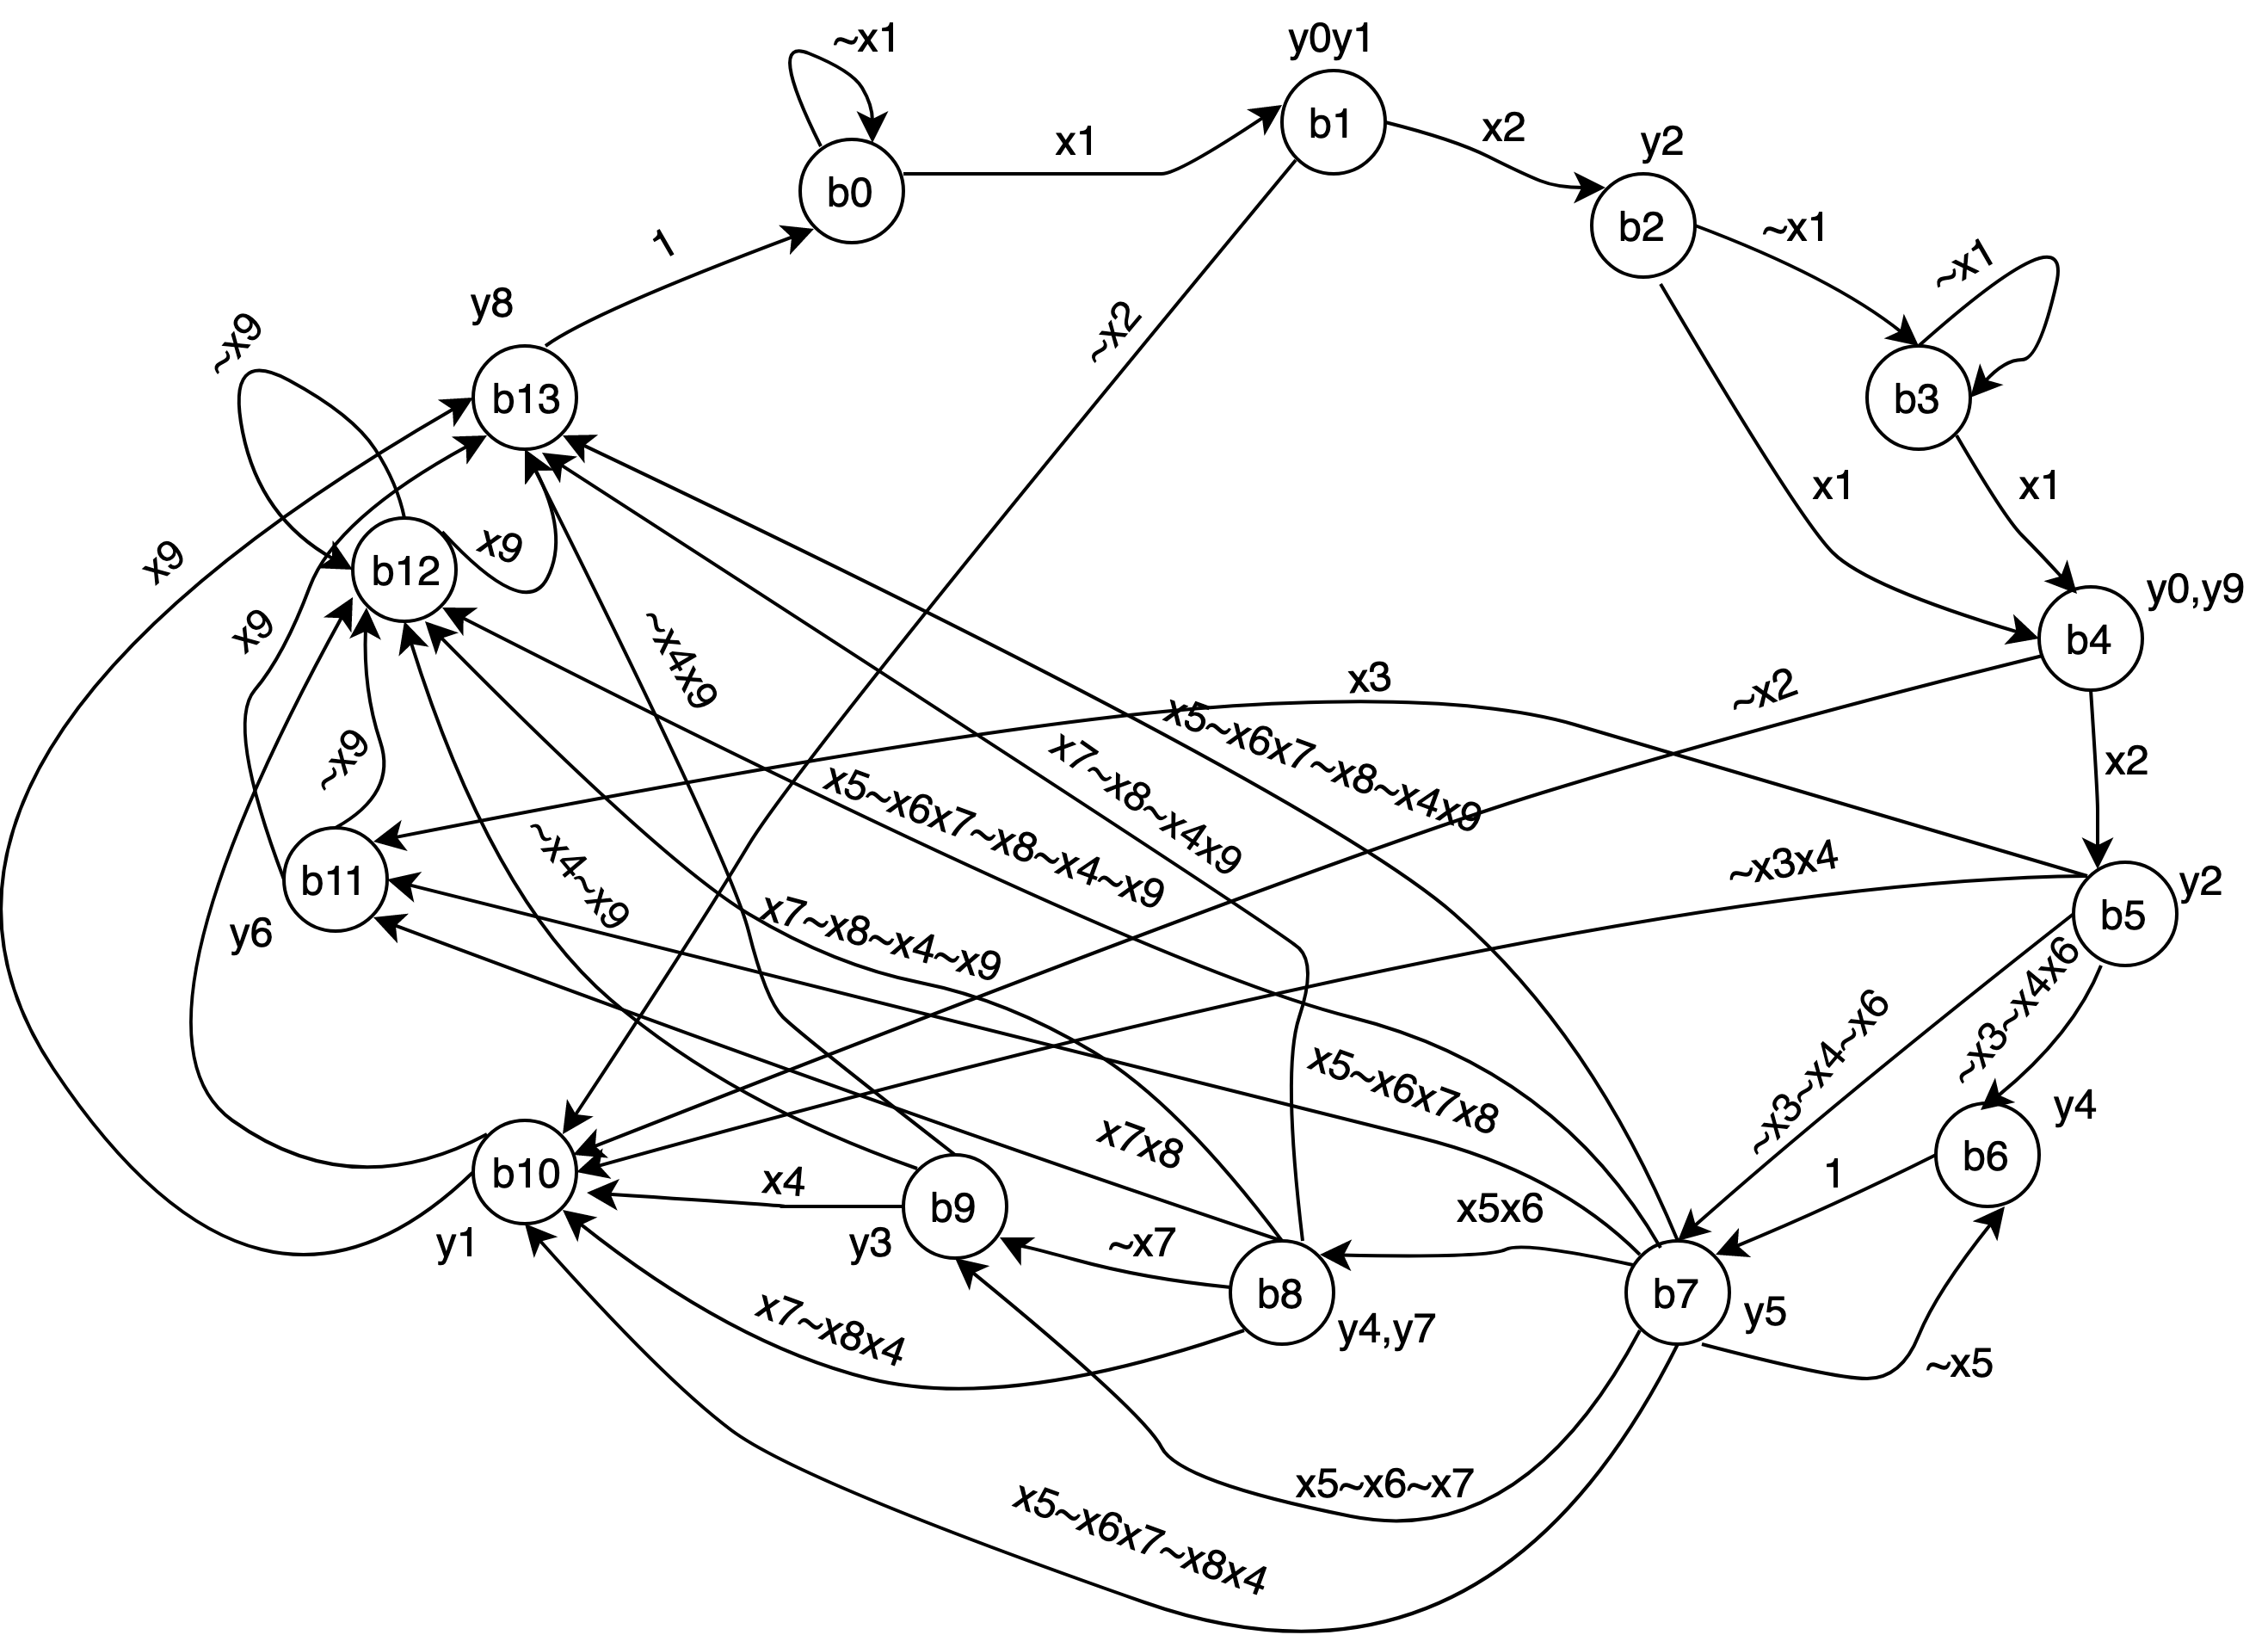 ~x1
y0y1
x1
b1
x2
y2
b0
b2
~x1
1
~x1
y8
~x2
~x9
b13
b3
x1
x1
x9
b12
x9
y0,y9
b4
x9
~x4x9
x3
~x2
x5~x6x7~x8~x4x9
x7~x8~x4x9
x2
~x9
x5~x6x7~x8~x4~x9
~x4~x9
~x3x4
b11
y2
b5
y6
x7~x8~x4~x9
~x3~x4x6
~x3~x4~x6
x5~x6x7x8
y4
x7x8
b6
b10
x4
1
b9
x5x6
y1
y3
~x7
b8
b7
y5
y4,y7
x7~x8x4
~x5
x5~x6~x7
x5~x6x7~x8x4